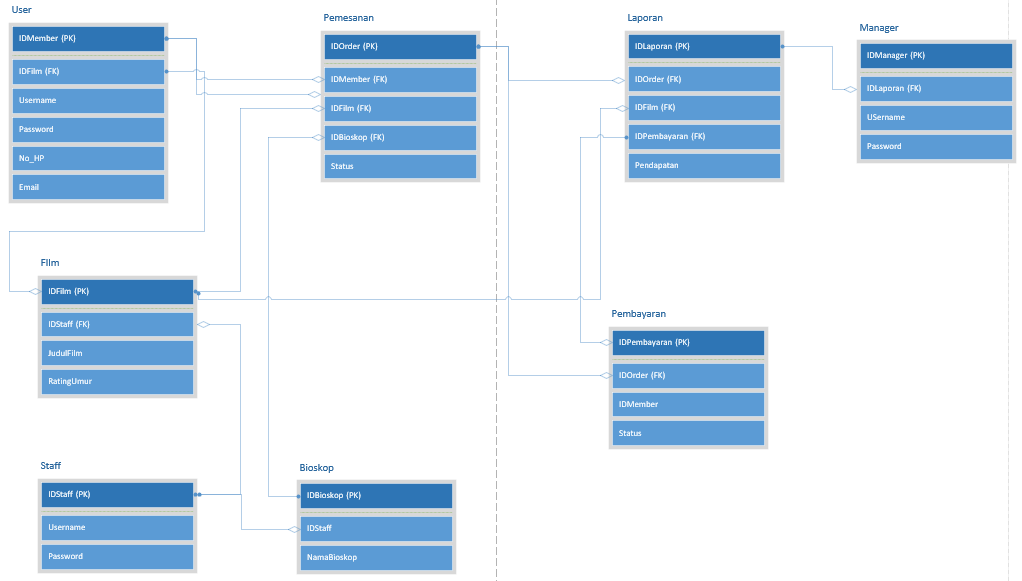 User
IDMember (PK)
IDFilm (FK)
Username
Password
No_HP
Email
Pemesanan
IDOrder (PK)
IDMember (FK)
IDFilm (FK)
IDBioskop (FK)
Status
Laporan
IDLaporan (PK)
IDOrder (FK)
IDFilm (FK)
IDPembayaran (FK)
Pendapatan
Manager
IDManager (PK)
IDLaporan (FK)
USername
Password
FIlm
IDFilm (PK)
IDStaff (FK)
JudulFilm
RatingUmur
Pembayaran
IDPembayaran (PK)
IDOrder (FK)
IDMember
Status
Staff
IDStaff (PK)
Username
Password
Bioskop
IDBioskop (PK)
IDStaff
NamaBioskop